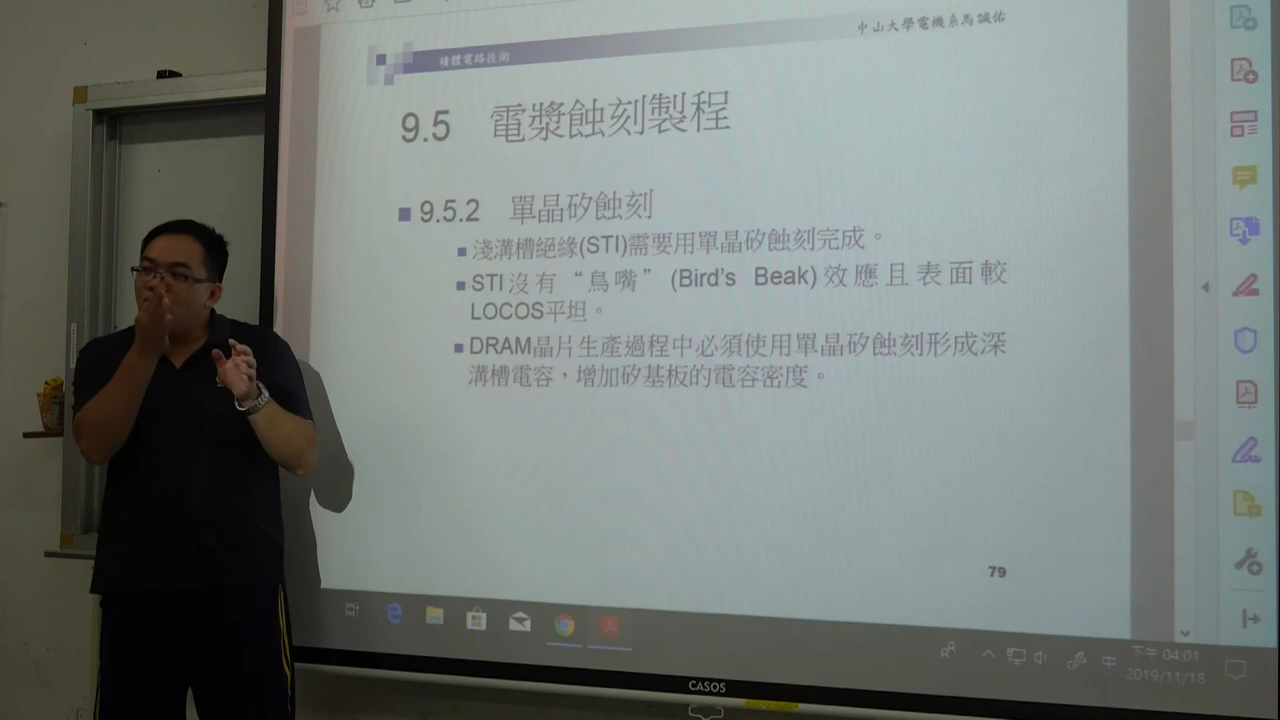 中山大學電機系馬誠佑
積體電路技術
9.5 電漿蝕刻製程
9.5.2 單晶矽蝕刻
淺溝槽絕緣(STI)需要用單晶矽蝕刻完成。
STI沒有“鳥嘴”(Bird's Beak)效應且表面較
LOCOS平坦。
DRAM晶片生產過程中必須使用單晶矽蝕刻形成深
溝槽電容，增加矽基板的電容密度。
79
中
下午 04:01
2019/11/18
CASOS